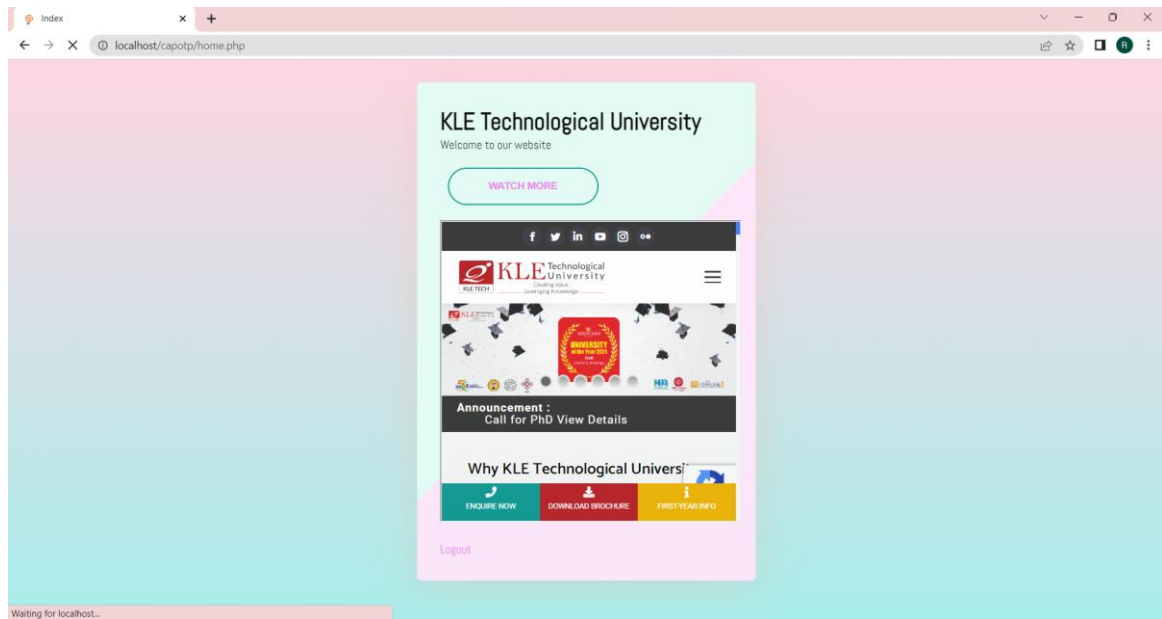 Index
localhost/capotp/home.php
R
KLE Technological University
Welcome to our website
WATCH MORE
KLE Technological
University
Creating Value
Leveraging Knowledge
KLE TECH
UNIVERSITY
of the Year 2023
Announcement :
Call for PhD View Details
Why KLE Technological Universi
ENQUIRE NOW
DOWNLOAD BROCHURE
FIRST-YEAR INFO
Logout
Waiting for localhost...